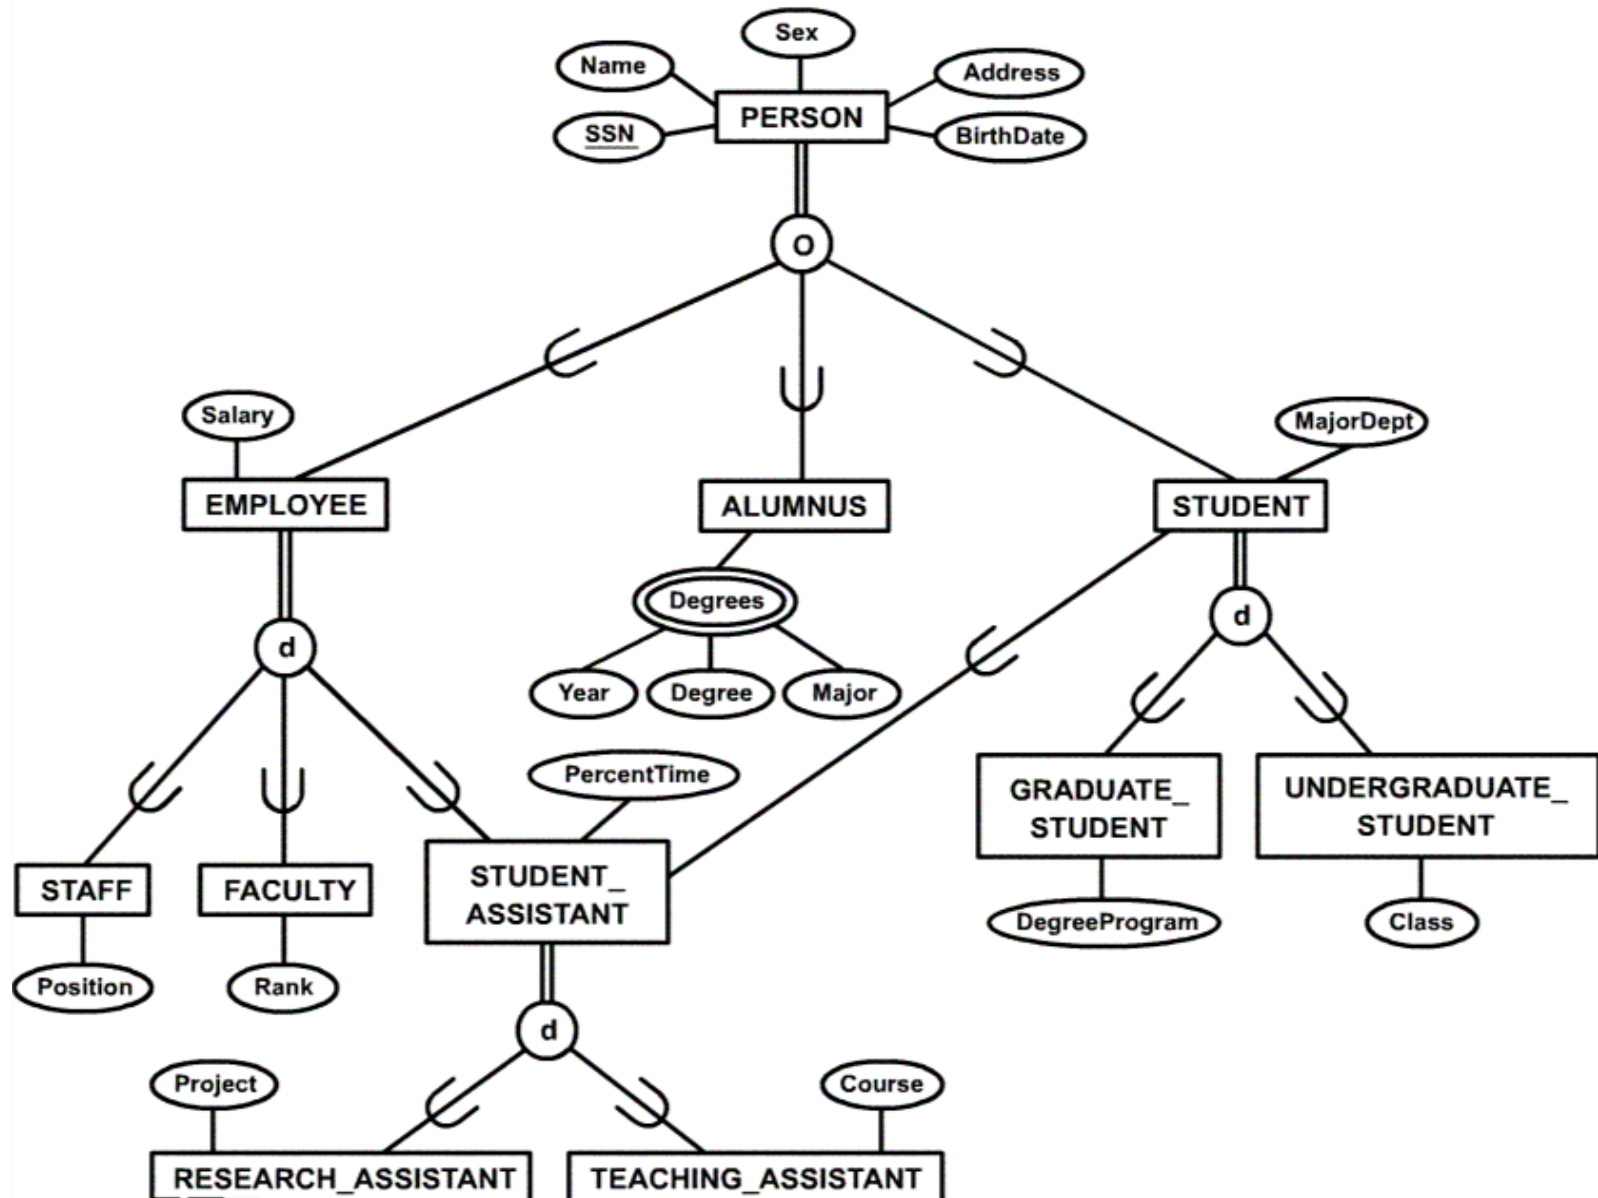 Sex
Name
Address
PERSON
SSN
BirthDate
O
Salary
MajorDept
EMPLOYEE
ALUMNUS
STUDENT
Degrees
d
d
Year
Degree
Major
PercentTime
GRADUATE_
STUDENT
UNDERGRADUATE_
STUDENT
STAFF
FACULTY
STUDENT_
ASSISTANT
DegreeProgram
Class
Position
Rank
d
Project
Course
RESEARCH_ASSISTANT
TEACHING_ASSISTANT